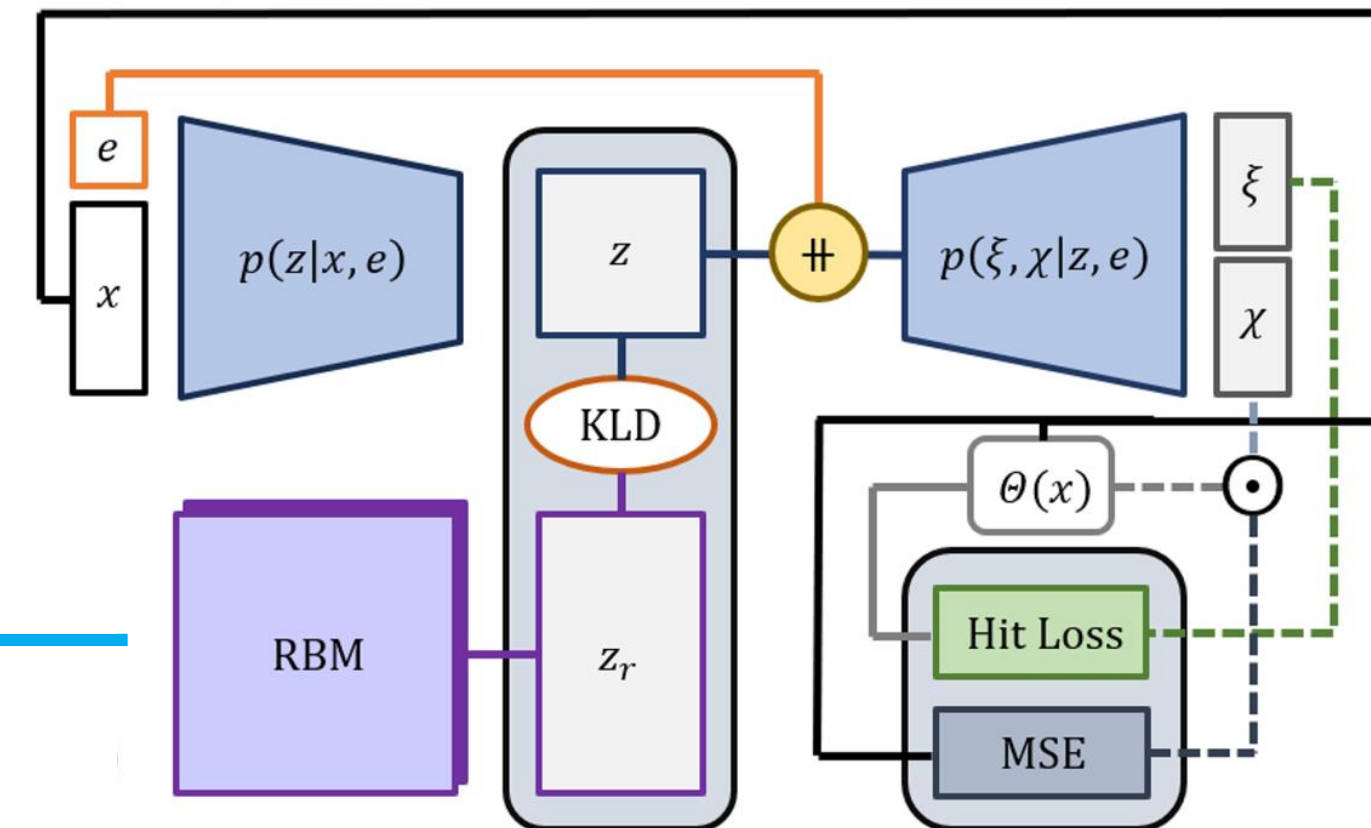 e
x
p(z|x, e)
z
⧺
p(ξ, χ|z, e)
ξ
χ
KLD
Θ(x)
RBM
z_r
Hit Loss
MSE